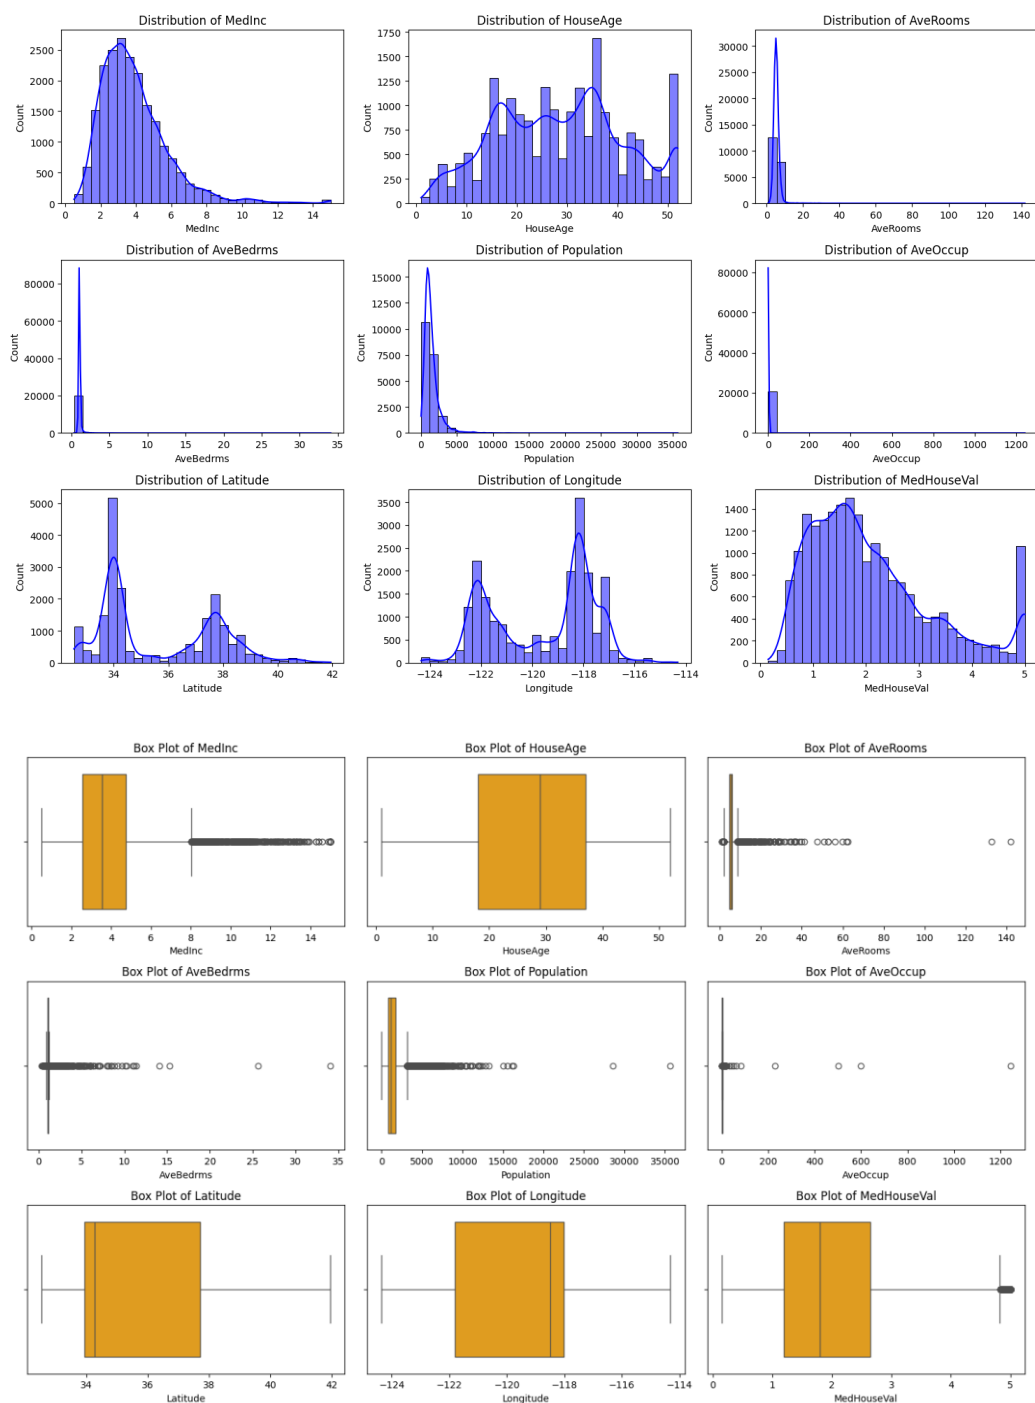 Distribution of MedInc
Distribution of HouseAge
Distribution of AveRooms
Count
2500
2000
1500
1000
500
0
0 2 4 6 8 10 12 14
MedInc
Count
1750
1500
1250
1000
750
500
250
0
0 10 20 30 40 50
HouseAge
Count
30000
25000
20000
15000
10000
5000
0
0 20 40 60 80 100 120 140
AveRooms
Distribution of AveBedrms
Distribution of Population
Distribution of AveOccup
Count
80000
60000
40000
20000
0
0 5 10 15 20 25 30 35
AveBedrms
Count
15000
12500
10000
7500
5000
2500
0
0 5000 10000 15000 20000 25000 30000 35000
Population
Count
80000
60000
40000
20000
0
0 200 400 600 800 1000 1200
AveOccup
Distribution of Latitude
Distribution of Longitude
Distribution of MedHouseVal
Count
5000
4000
3000
2000
1000
0
34 36 38 40 42
Latitude
Count
3500
3000
2500
2000
1500
1000
500
0
−124 −122 −120 −118 −116 −114
Longitude
Count
1400
1200
1000
800
600
400
200
0
0 1 2 3 4 5
MedHouseVal
Box Plot of MedInc
Box Plot of HouseAge
Box Plot of AveRooms
0 2 4 6 8 10 12 14
MedInc
0 10 20 30 40 50
HouseAge
0 20 40 60 80 100 120 140
AveRooms
Box Plot of AveBedrms
Box Plot of Population
Box Plot of AveOccup
0 5 10 15 20 25 30 35
AveBedrms
0 5000 10000 15000 20000 25000 30000 35000
Population
0 200 400 600 800 1000 1200
AveOccup
Box Plot of Latitude
Box Plot of Longitude
Box Plot of MedHouseVal
34 36 38 40 42
Latitude
−124 −122 −120 −118 −116 −114
Longitude
0 1 2 3 4 5
MedHouseVal